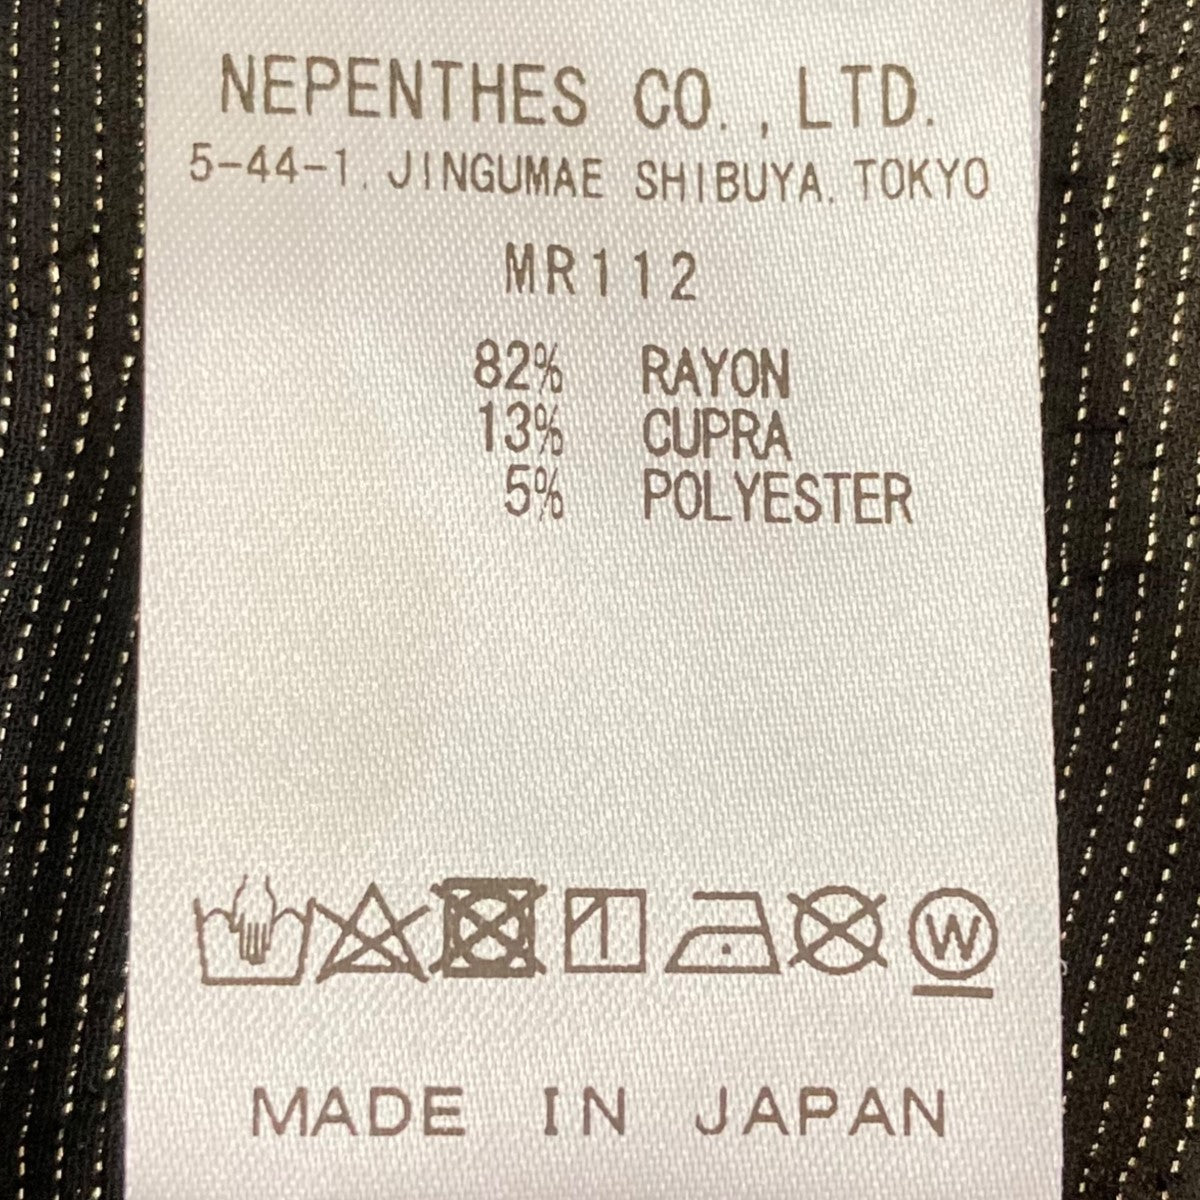 NEPENTHES CO., LTD.
5-44-1, JINGUMAE SHIBUYA, TOKYO
MR112
82% RAYON
13% CUPRA
5% POLYESTER
W
MADE IN JAPAN